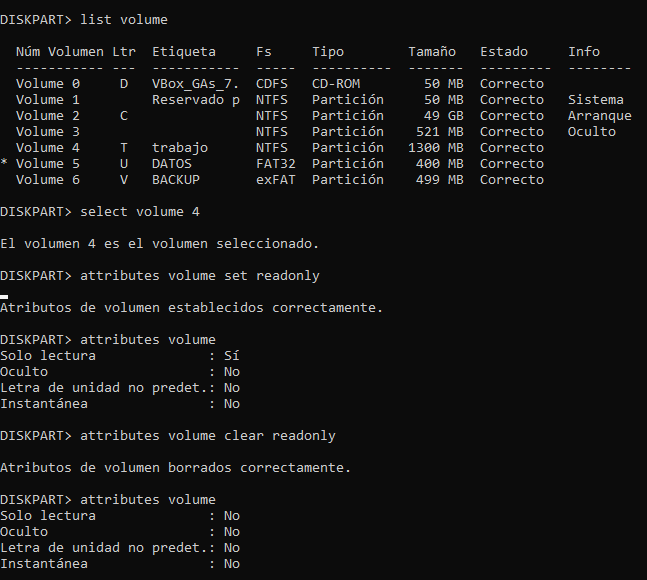 DISKPART> list volume
  Núm Volumen Ltr  Etiqueta     Fs     Tipo        Tamaño   Estado     Info
  ----------- ---  -----------  -----  ----------  -------  ---------  --------
  Volume 0     D   VBox_GAs_7.  CDFS   CD-ROM        50 MB  Correcto
  Volume 1         Reservado p  NTFS   Partición     50 MB  Correcto   Sistema
  Volume 2     C                NTFS   Partición     49 GB  Correcto   Arranque
  Volume 3                      NTFS   Partición    521 MB  Correcto   Oculto
  Volume 4     T   trabajo      NTFS   Partición   1300 MB  Correcto
* Volume 5     U   DATOS        FAT32  Partición    400 MB  Correcto
  Volume 6     V   BACKUP       exFAT  Partición    499 MB  Correcto
DISKPART> select volume 4
El volumen 4 es el volumen seleccionado.
DISKPART> attributes volume set readonly
Atributos de volumen establecidos correctamente.
DISKPART> attributes volume
Solo lectura              : Sí
Oculto                    : No
Letra de unidad no predet.: No
Instantánea               : No
DISKPART> attributes volume clear readonly
Atributos de volumen borrados correctamente.
DISKPART> attributes volume
Solo lectura              : No
Oculto                    : No
Letra de unidad no predet.: No
Instantánea               : No